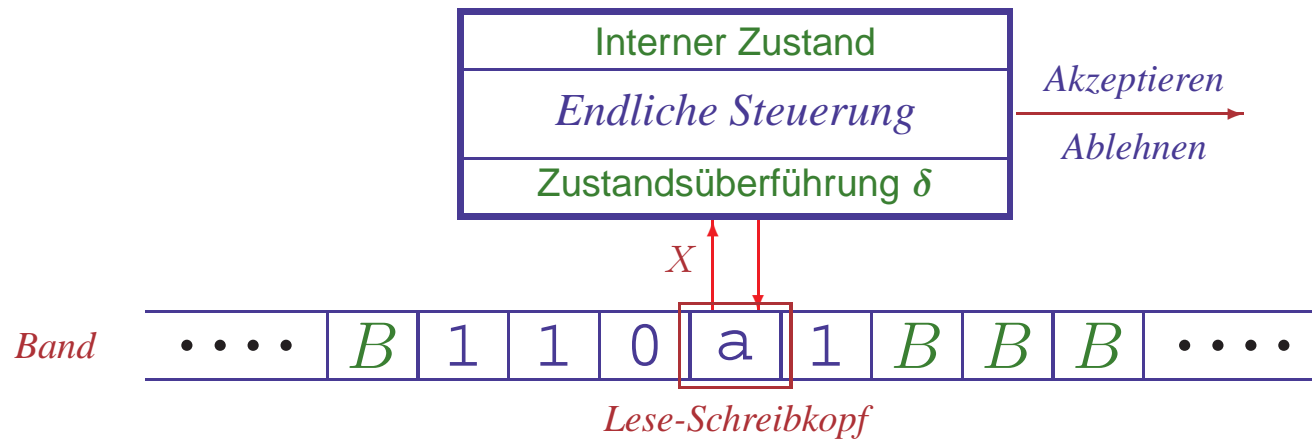 Interner Zustand
Endliche Steuerung
Zustandsüberführung δ
Akzeptieren
Ablehnen
X
Band •••• B 1 1 0 a 1 B B B ••••
Lese-Schreibkopf